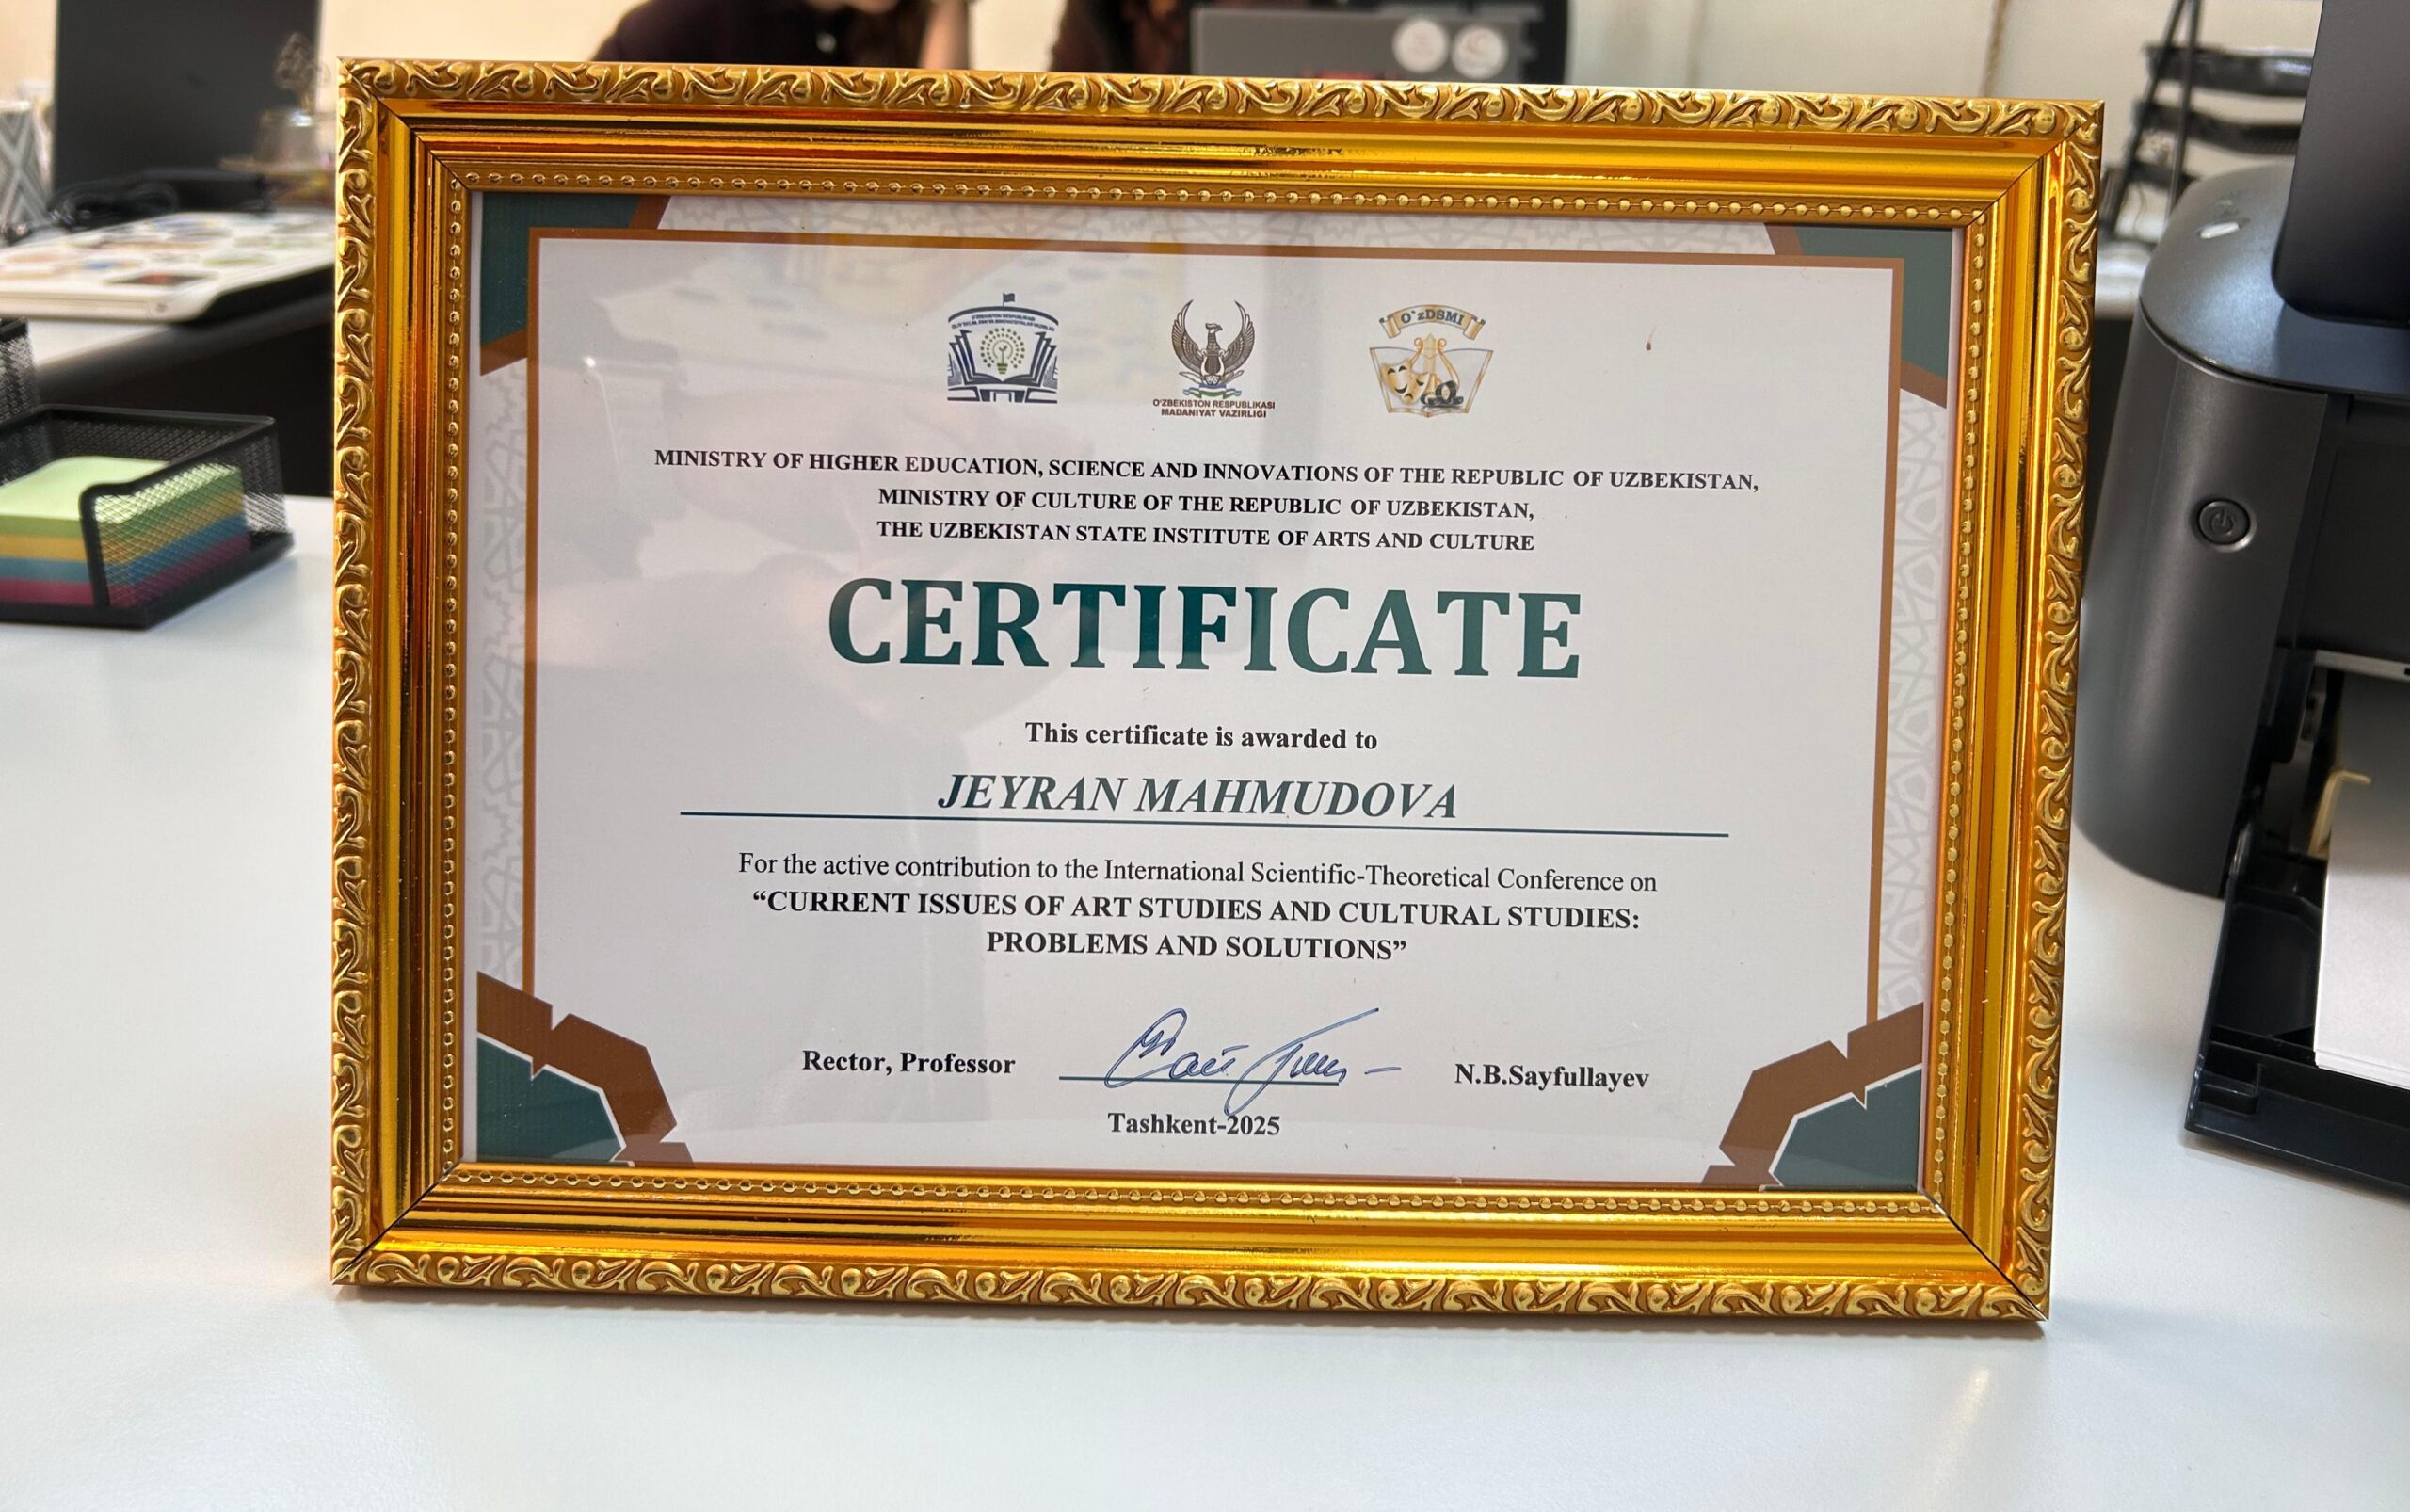 O'zDSMI
O'ZBEKISTON RESPUBLIKASI
MADANIYAT VAZIRLIGI
MINISTRY OF HIGHER EDUCATION, SCIENCE AND INNOVATIONS OF THE REPUBLIC OF UZBEKISTAN,
MINISTRY OF CULTURE OF THE REPUBLIC OF UZBEKISTAN,
THE UZBEKISTAN STATE INSTITUTE OF ARTS AND CULTURE
CERTIFICATE
This certificate is awarded to
JEYRAN MAHMUDOVA
For the active contribution to the International Scientific-Theoretical Conference on
“CURRENT ISSUES OF ART STUDIES AND CULTURAL STUDIES:
PROBLEMS AND SOLUTIONS”
Rector, Professor N.B.Sayfullayev
Tashkent-2025